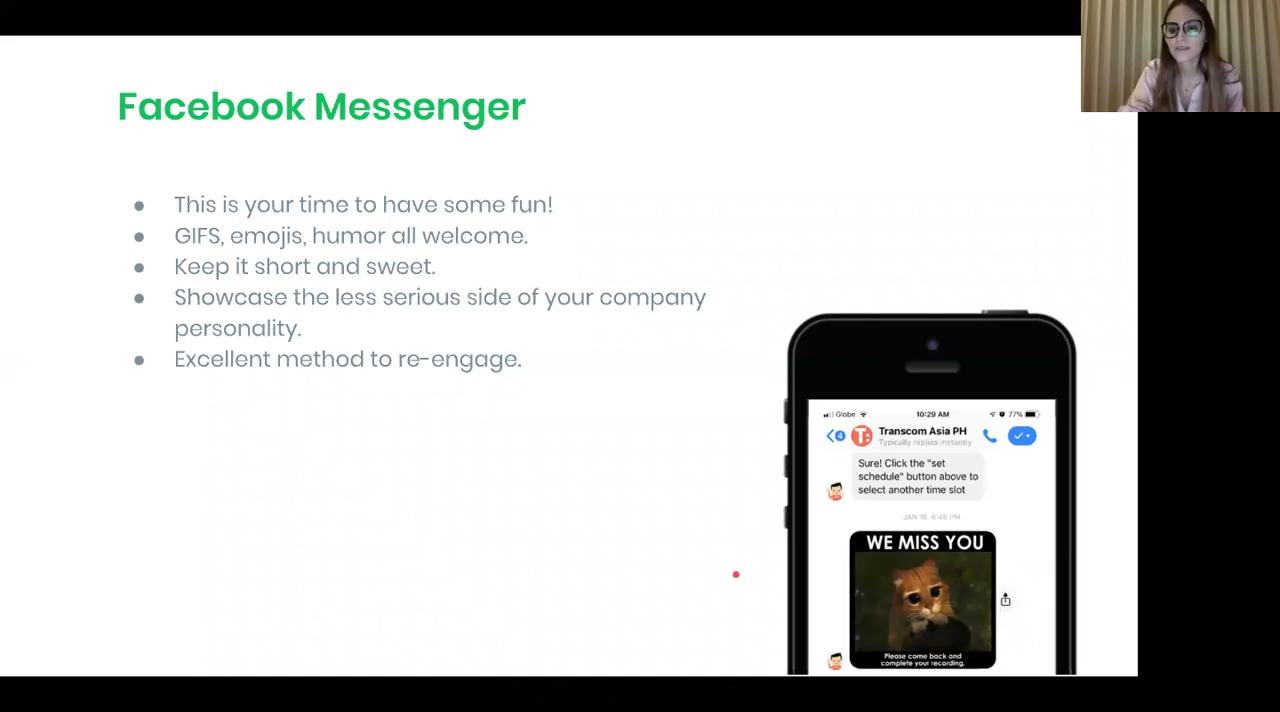 Facebook Messenger
● This is your time to have some fun!
● GIFS, emojis, humor all welcome.
● Keep it short and sweet.
● Showcase the less serious side of your company
personality.
● Excellent method to re-engage.
Globe 10:29 AM 77%
4 T: Transcom Asia PH
Typically replies instantly
Sure! Click the "set
schedule" button above to
select another time slot
JAN 16, 6:45 PM
WE MISS YOU
Please come back and
complete your recording.